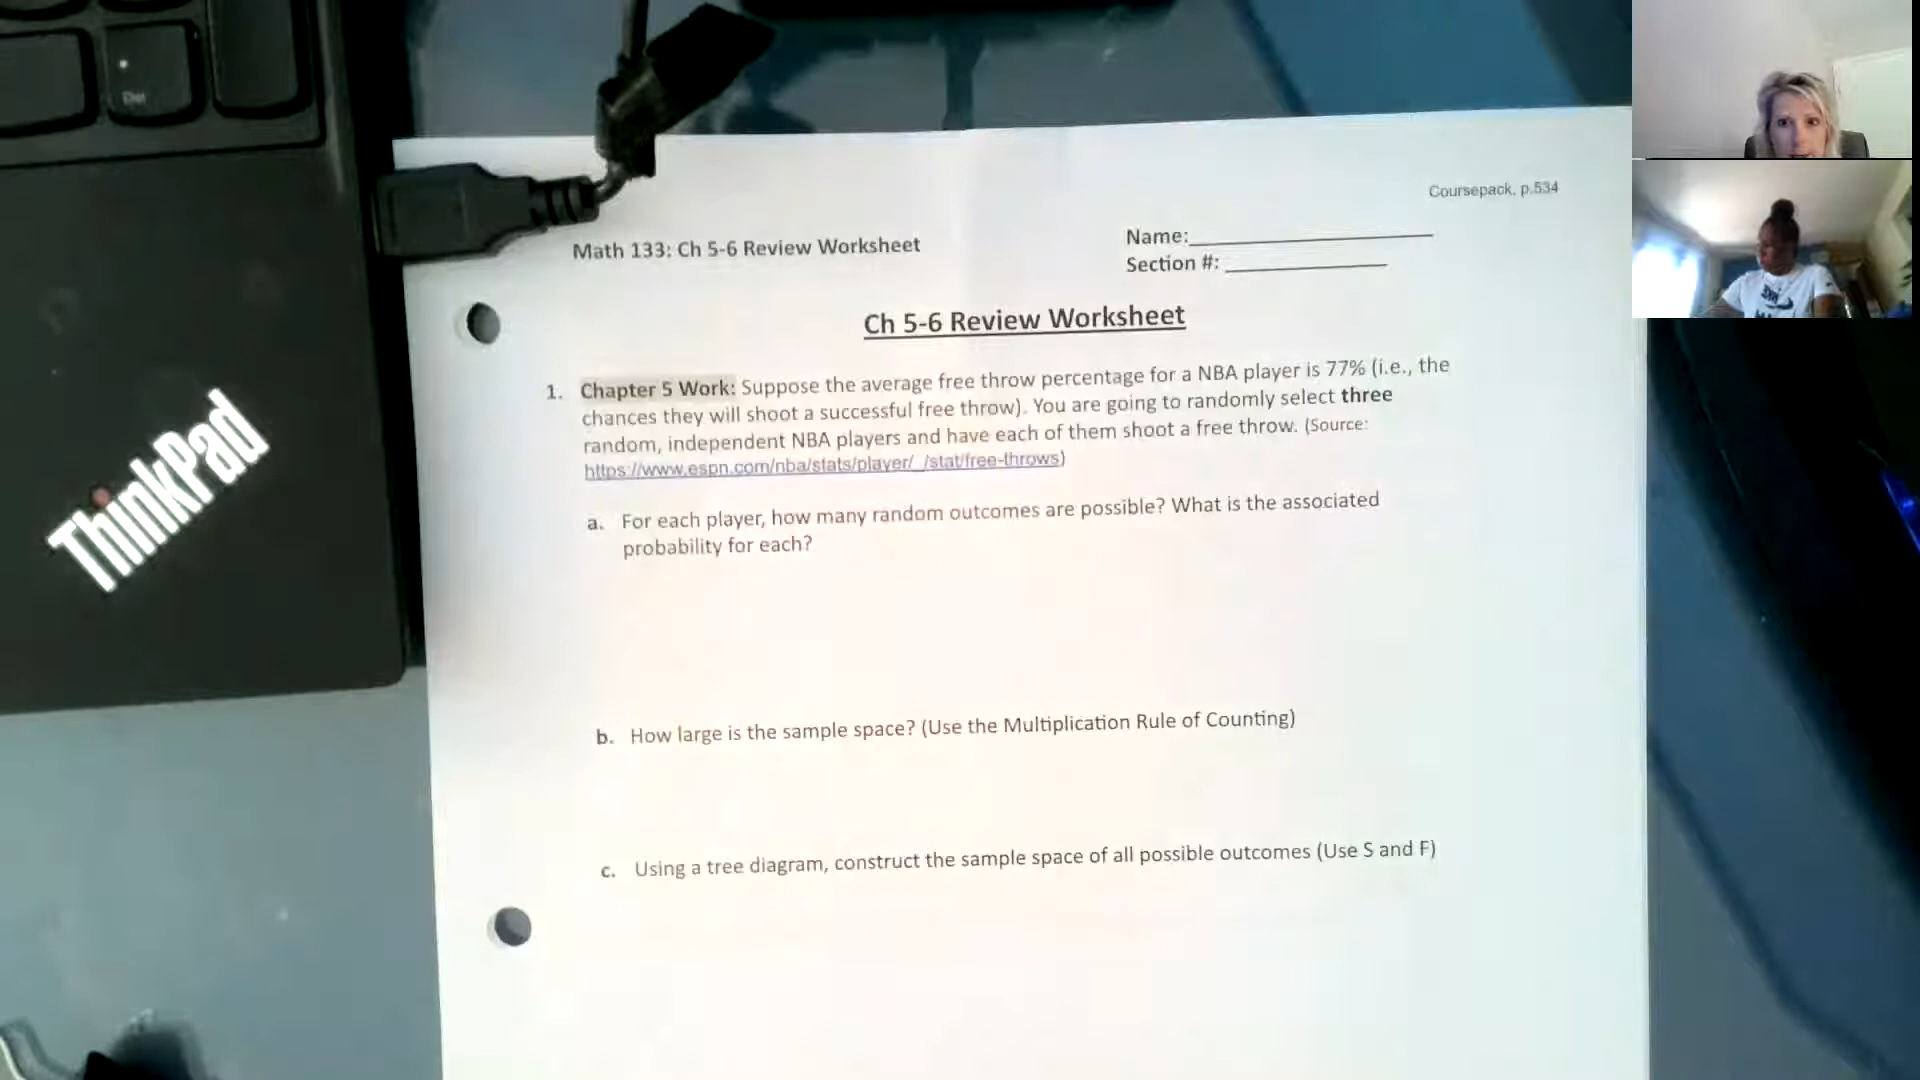 Del
ThinkPad
Coursepack, p.534
Math 133: Ch 5-6 Review Worksheet
Name:
Section #:
Ch 5-6 Review Worksheet
1. Chapter 5 Work: Suppose the average free throw percentage for a NBA player is 77% (i.e., the
chances they will shoot a successful free throw). You are going to randomly select three
random, independent NBA players and have each of them shoot a free throw. (Source:
https://www.espn.com/nba/stats/player/_/stat/free-throws)
a. For each player, how many random outcomes are possible? What is the associated
probability for each?
b. How large is the sample space? (Use the Multiplication Rule of Counting)
c. Using a tree diagram, construct the sample space of all possible outcomes (Use S and F)